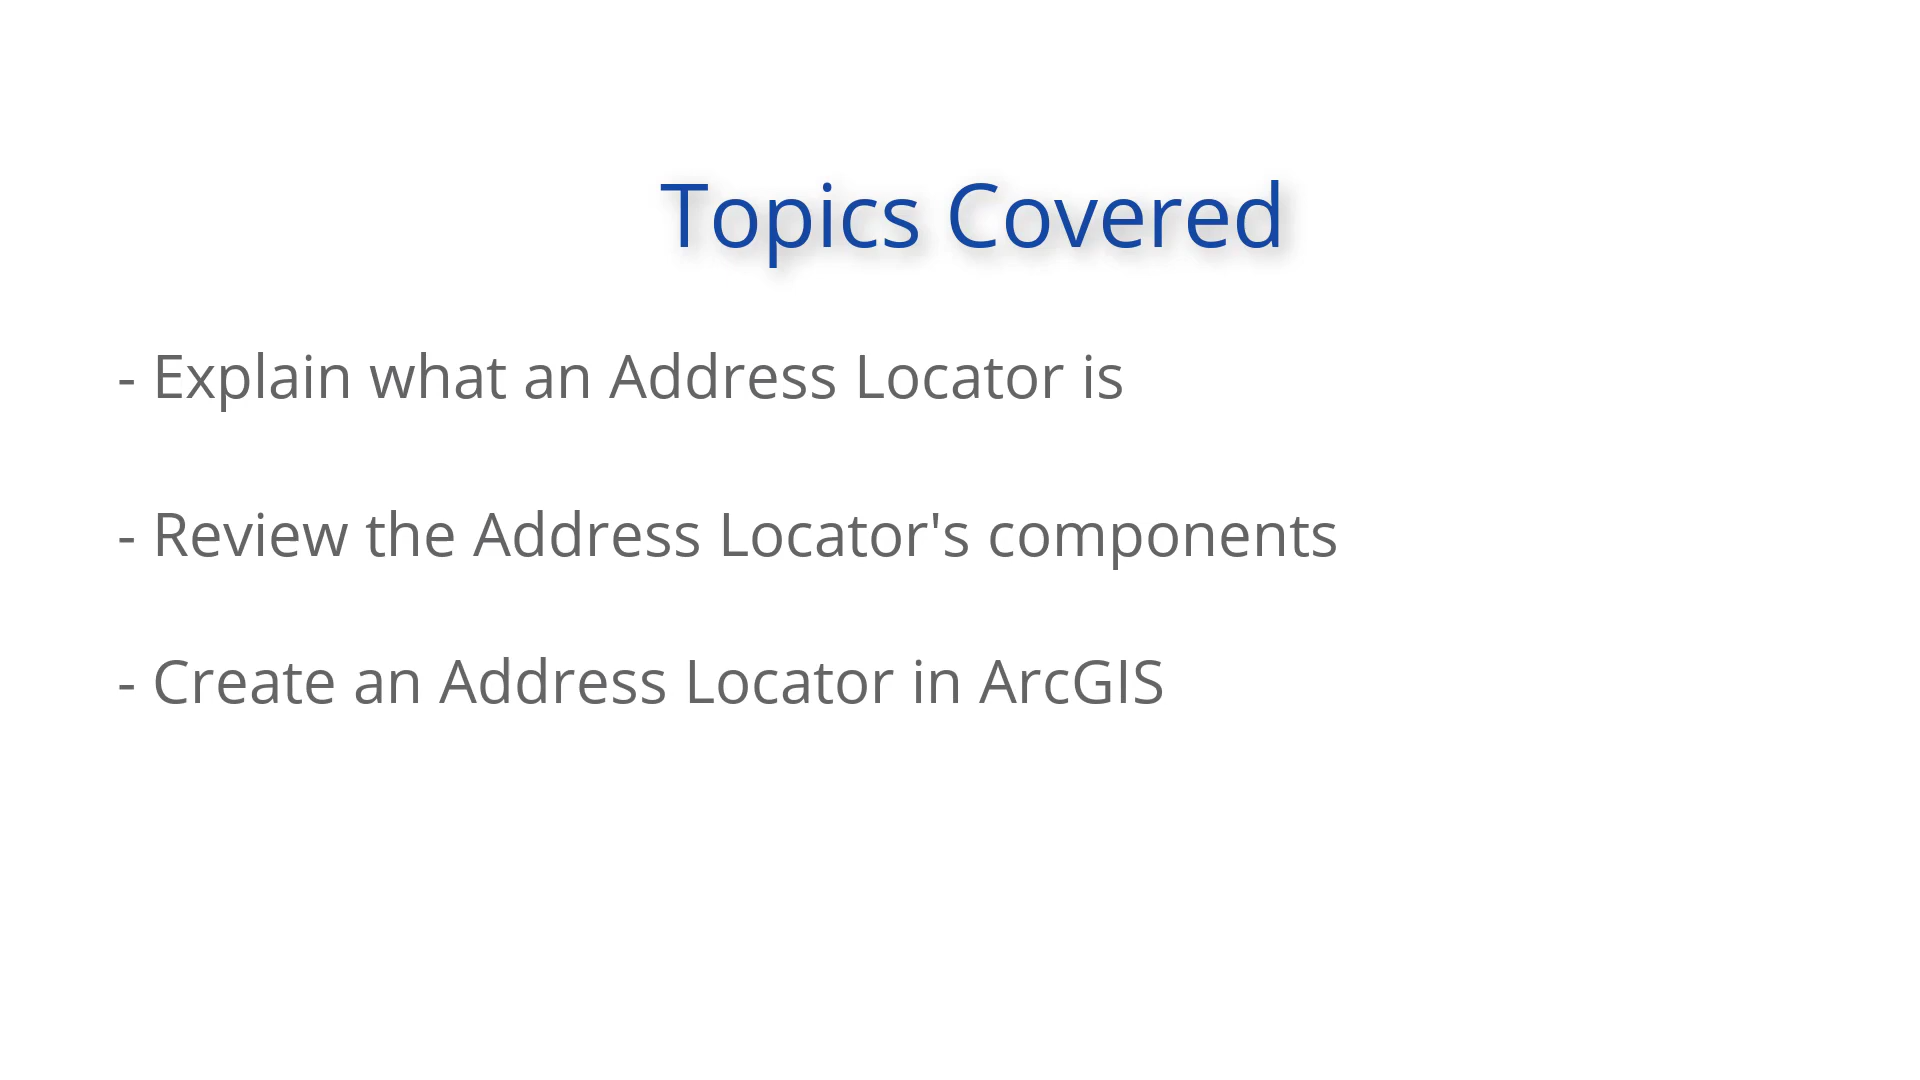 Topics Covered
- Explain what an Address Locator is
- Review the Address Locator's components
- Create an Address Locator in ArcGIS